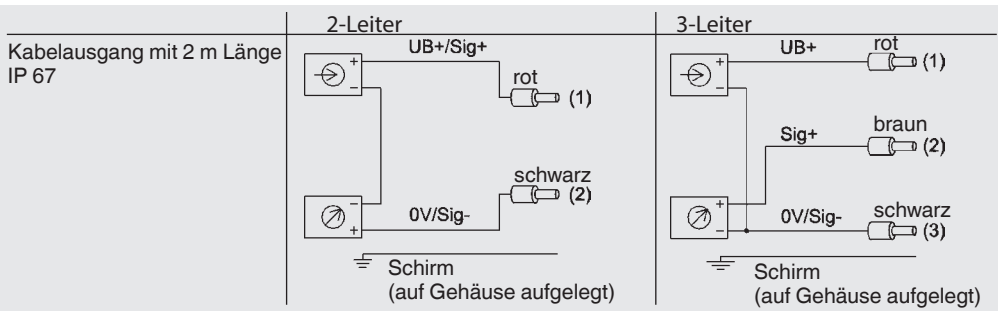 2-Leiter
3-Leiter
Kabelausgang mit 2 m Länge
IP 67
UB+/Sig+
+
-
rot
(1)
schwarz
(2)
-
+
0V/Sig-
Schirm
(auf Gehäuse aufgelegt)
UB+
+
-
rot
(1)
Sig+
braun
(2)
+
-
0V/Sig-
schwarz
(3)
Schirm
(auf Gehäuse aufgelegt)